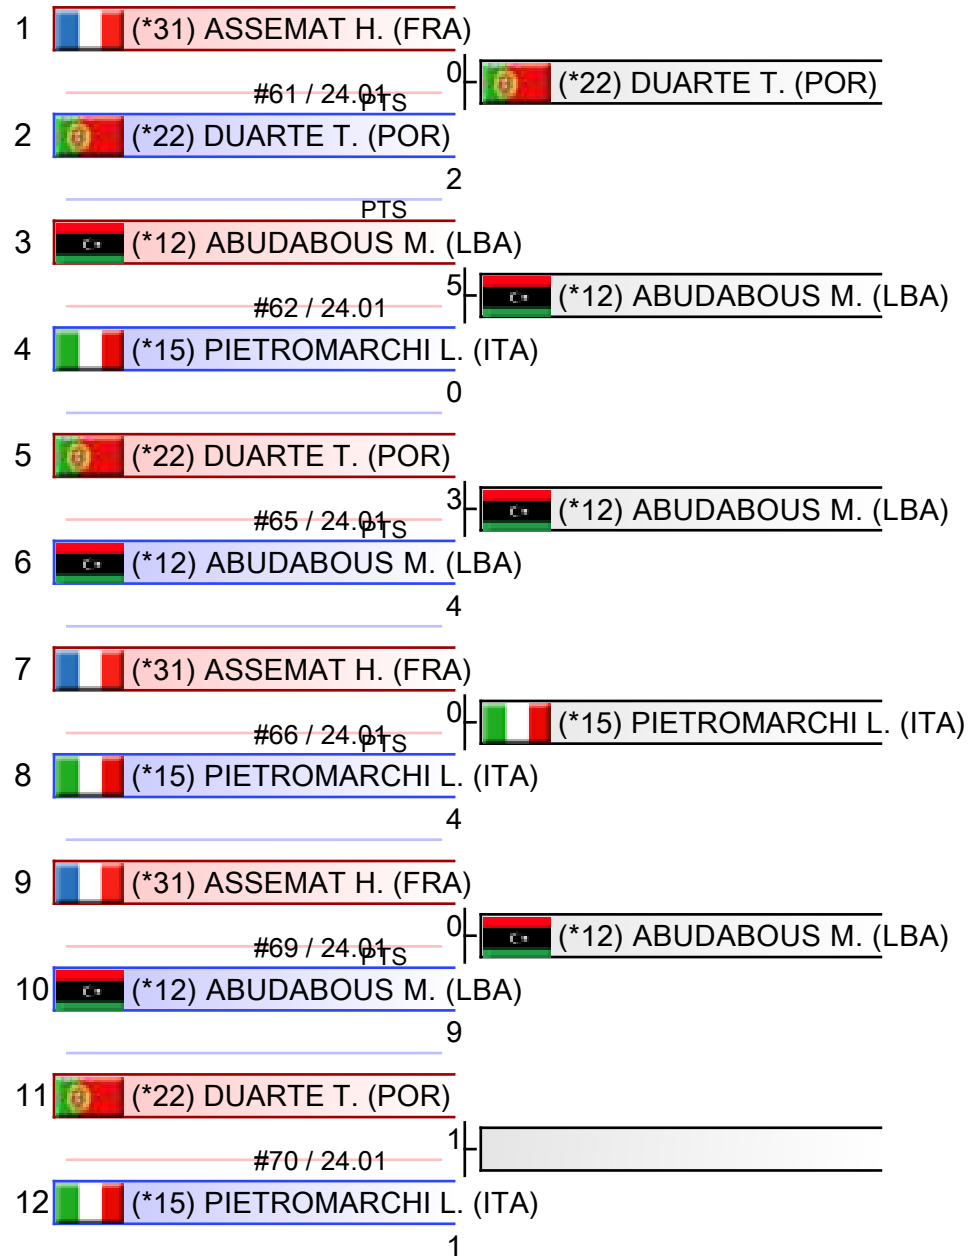 1 (*31) ASSEMAT H. (FRA)
0 (*22) DUARTE T. (POR)
#61 / 24.01 PTS
2 (*22) DUARTE T. (POR)
2
PTS
3 (*12) ABUDABOUS M. (LBA)
5 (*12) ABUDABOUS M. (LBA)
#62 / 24.01
4 (*15) PIETROMARCHI L. (ITA)
0
5 (*22) DUARTE T. (POR)
3 (*12) ABUDABOUS M. (LBA)
#65 / 24.01 PTS
6 (*12) ABUDABOUS M. (LBA)
4
7 (*31) ASSEMAT H. (FRA)
0 (*15) PIETROMARCHI L. (ITA)
#66 / 24.01 PTS
8 (*15) PIETROMARCHI L. (ITA)
4
9 (*31) ASSEMAT H. (FRA)
0 (*12) ABUDABOUS M. (LBA)
#69 / 24.01 PTS
10 (*12) ABUDABOUS M. (LBA)
9
11 (*22) DUARTE T. (POR)
1
#70 / 24.01
12 (*15) PIETROMARCHI L. (ITA)
1